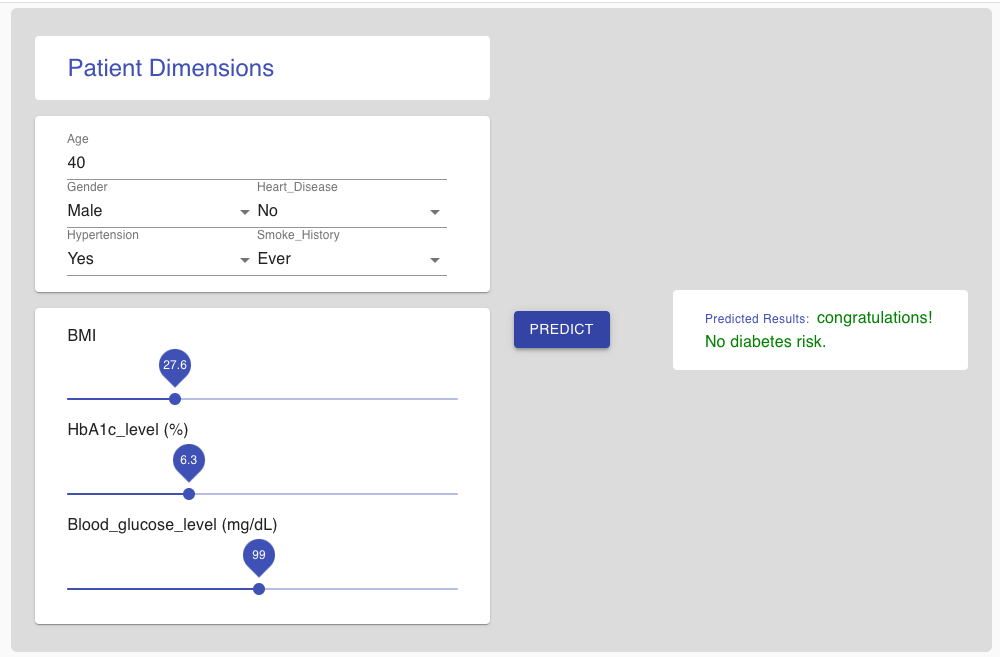 Patient Dimensions
Age
40
Gender Heart_Disease
Male No
Hypertension Smoke_History
Yes Ever
BMI
27.6
HbA1c_level (%)
6.3
Blood_glucose_level (mg/dL)
99
PREDICT
Predicted Results: congratulations!
No diabetes risk.